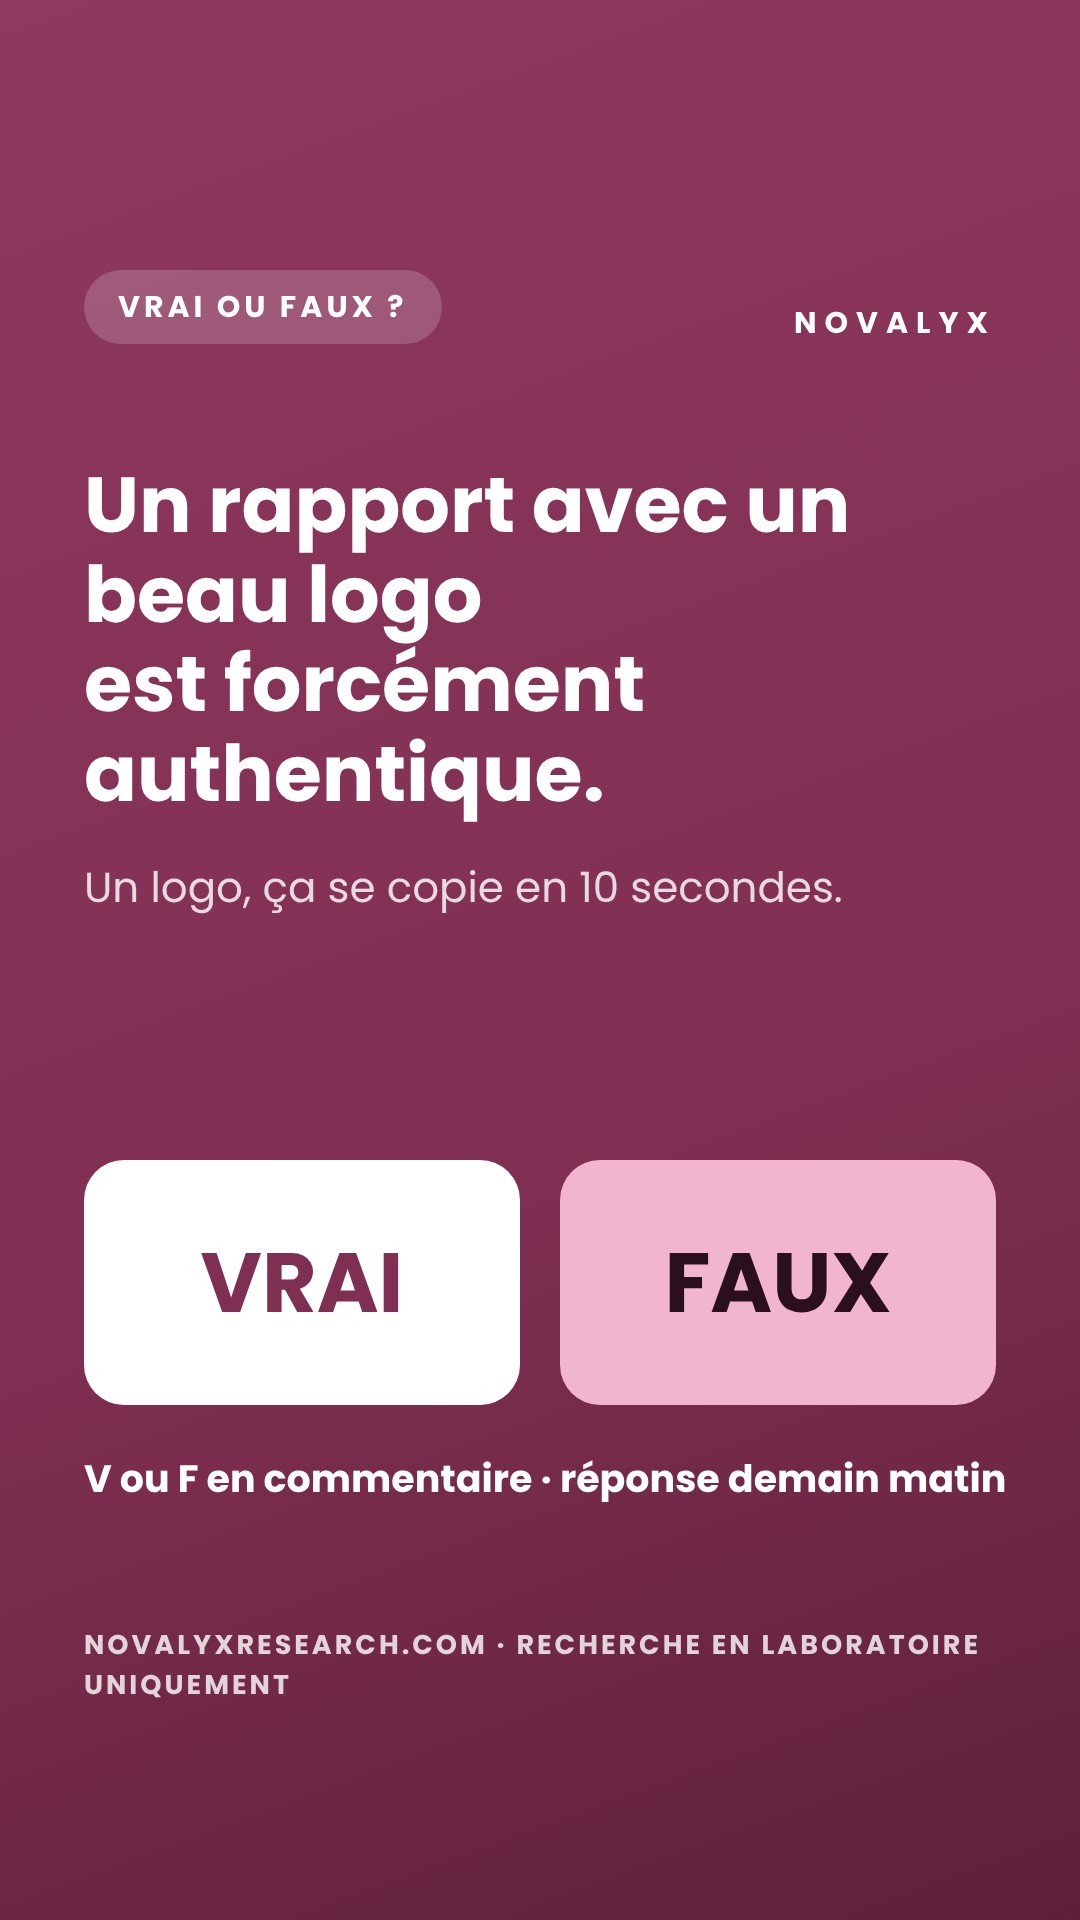 VRAI OU FAUX ?
NOVALYX
Un rapport avec un
beau logo
est forcément
authentique.
Un logo, ça se copie en 10 secondes.
VRAI
FAUX
V ou F en commentaire · réponse demain matin
NOVALYXRESEARCH.COM · RECHERCHE EN LABORATOIRE
UNIQUEMENT